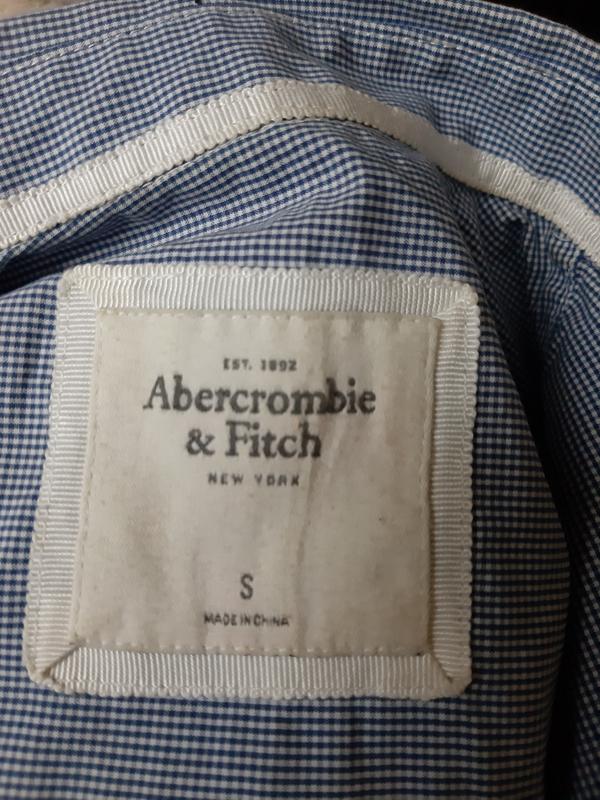 EST. 1892
Abercrombie
& Fitch
NEW YORK
S
MADE IN CHINA